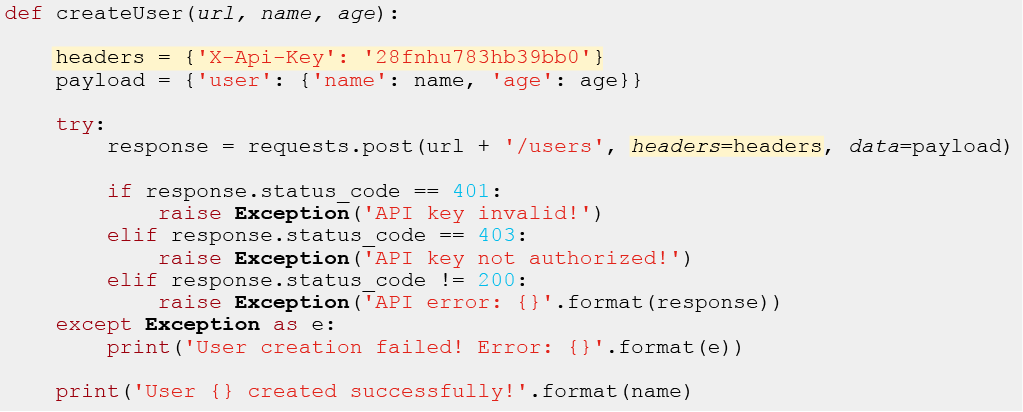 def createUser(url, name, age):
headers = {'X-Api-Key': '28fnhu783hb39bb0'}
payload = {'user': {'name': name, 'age': age}}
try:
response = requests.post(url + '/users', headers=headers, data=payload)
if response.status_code == 401:
raise Exception('API key invalid!')
elif response.status_code == 403:
raise Exception('API key not authorized!')
elif response.status_code != 200:
raise Exception('API error: {}'.format(response))
except Exception as e:
print('User creation failed! Error: {}'.format(e))
print('User {} created successfully!'.format(name)